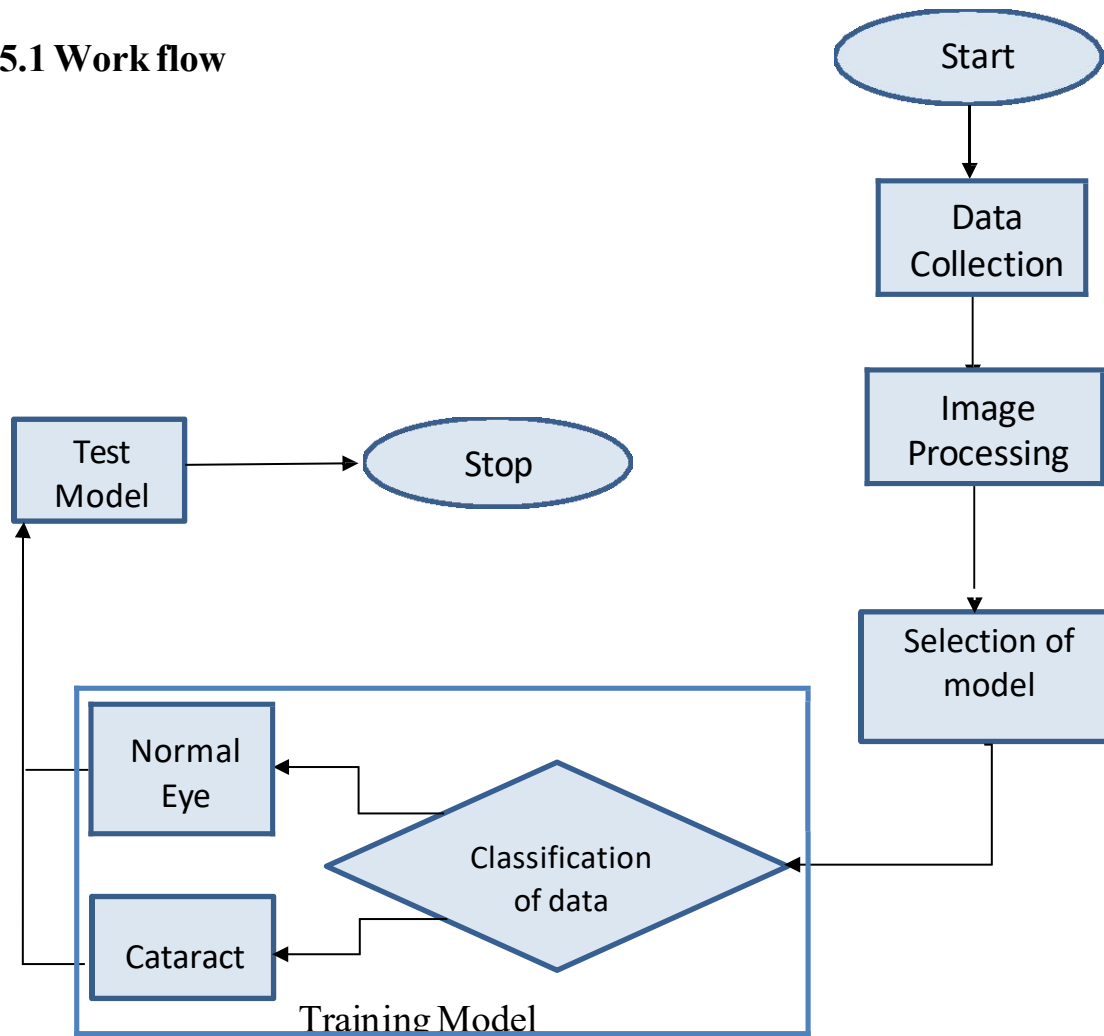 5.1 Work flow
Start
Data
Collection
Image
Processing
Selection of
model
Classification
of data
Normal
Eye
Cataract
Training Model
Test
Model
Stop